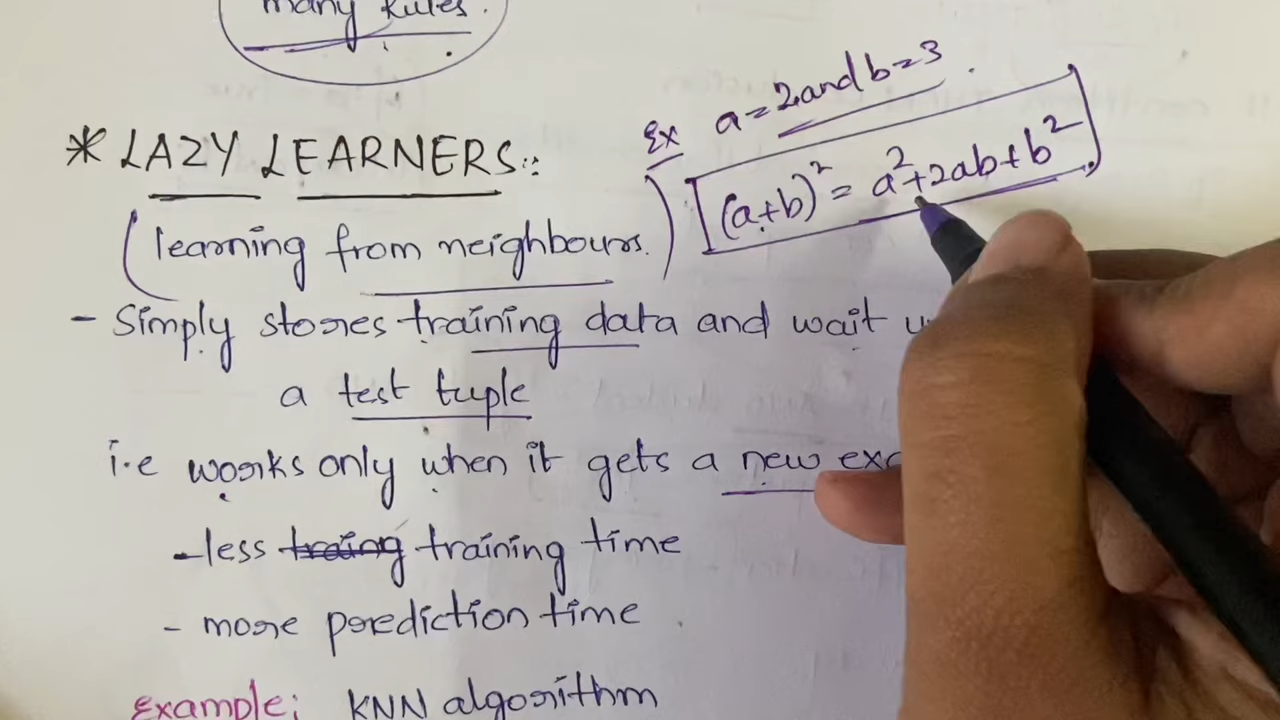 many rules.
Ex a=2 and b=3.
* LAZY LEARNERS::
[(a+b)² = a²+2ab+b²]
(learning from neighbours.)
- Simply stores training data and wait
a test tuple
i.e works only when it gets a new
- less training time
- more prediction time
Example: KNN algorithm